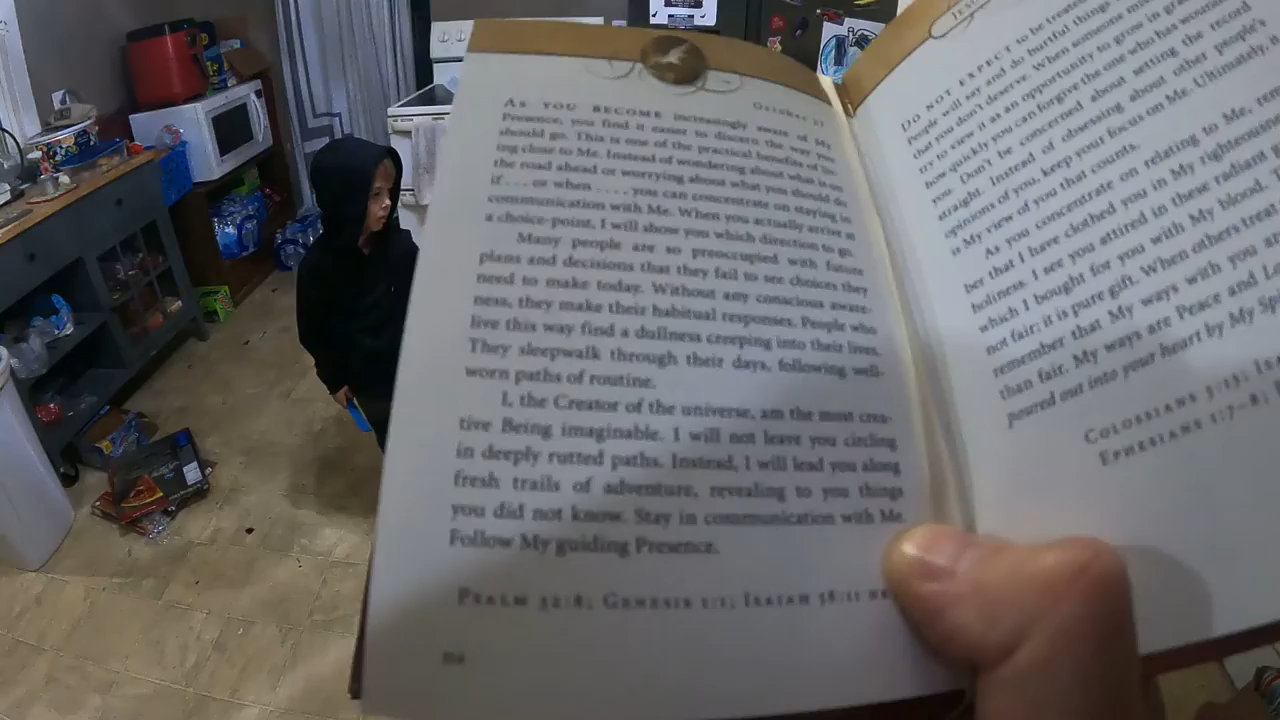 October
AS YOU BECOME increasingly aware of My
Presence, you find it easier to discern the way you
should go. This is one of the practical benefits of liv-
ing close to Me. Instead of wondering about what is on
the road ahead or worrying about what you should do
if . . . or when . . . , you can concentrate on staying in
communication with Me. When you actually arrive at
a choice-point, I will show you which direction to go.
Many people are so preoccupied with future
plans and decisions that they fail to see choices they
need to make today. Without any conscious aware-
ness, they make their habitual responses. People who
live this way find a dullness creeping into their lives.
They sleepwalk through their days, following well-
worn paths of routine.
I, the Creator of the universe, am the most crea-
tive Being imaginable. I will not leave you circling
in deeply rutted paths. Instead, I will lead you along
fresh trails of adventure, revealing to you things
you did not know. Stay in communication with Me.
Follow My guiding Presence.
PSALM 32:8; GENESIS 1:1; ISAIAH 58:11
DO NOT EXPECT to be treated
People will say and do hurtful things
that you don't deserve. When someone
try to view it as an opportunity to grow in
how quickly you can forgive the one who has wounded
you. Don't be concerned about setting the record
straight. Instead of obsessing about other people's
opinions of you, keep your focus on Me. Ultimately,
is My view of you that counts.
As you concentrate on relating to Me,
ber that I have clothed you in My righteousness
holiness. I see you attired in these radiant
which I bought for you with My blood.
not fair; it is pure gift. When others treat
remember that My ways with you are
than fair. My ways are Peace and
poured out into your heart by My
COLOSSIANS 3:13;
EPHESIANS 1:7–8;